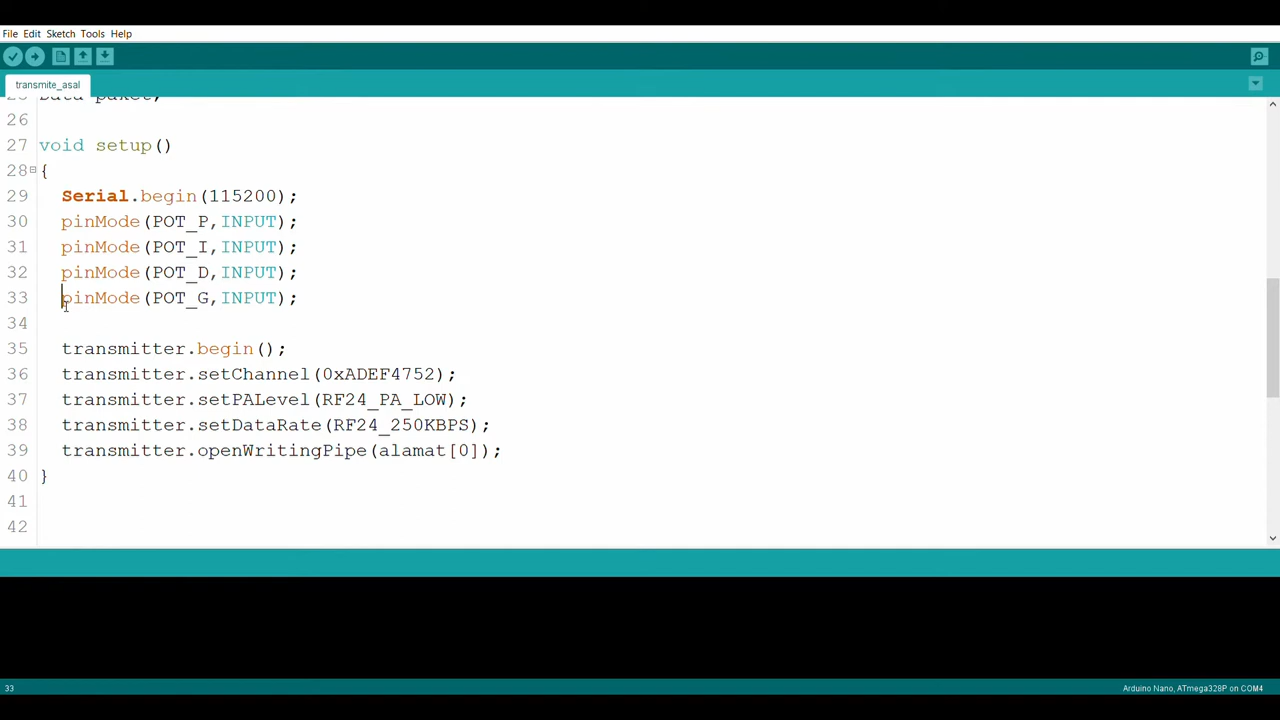 File Edit Sketch Tools Help
transmite_asal
25 Data paket;
26
27 void setup()
28 {
29 Serial.begin(115200);
30 pinMode(POT_P,INPUT);
31 pinMode(POT_I,INPUT);
32 pinMode(POT_D,INPUT);
33 pinMode(POT_G,INPUT);
34
35 transmitter.begin();
36 transmitter.setChannel(0xADEF4752);
37 transmitter.setPALevel(RF24_PA_LOW);
38 transmitter.setDataRate(RF24_250KBPS);
39 transmitter.openWritingPipe(alamat[0]);
40 }
41
42
33 Arduino Nano, ATmega328P on COM4